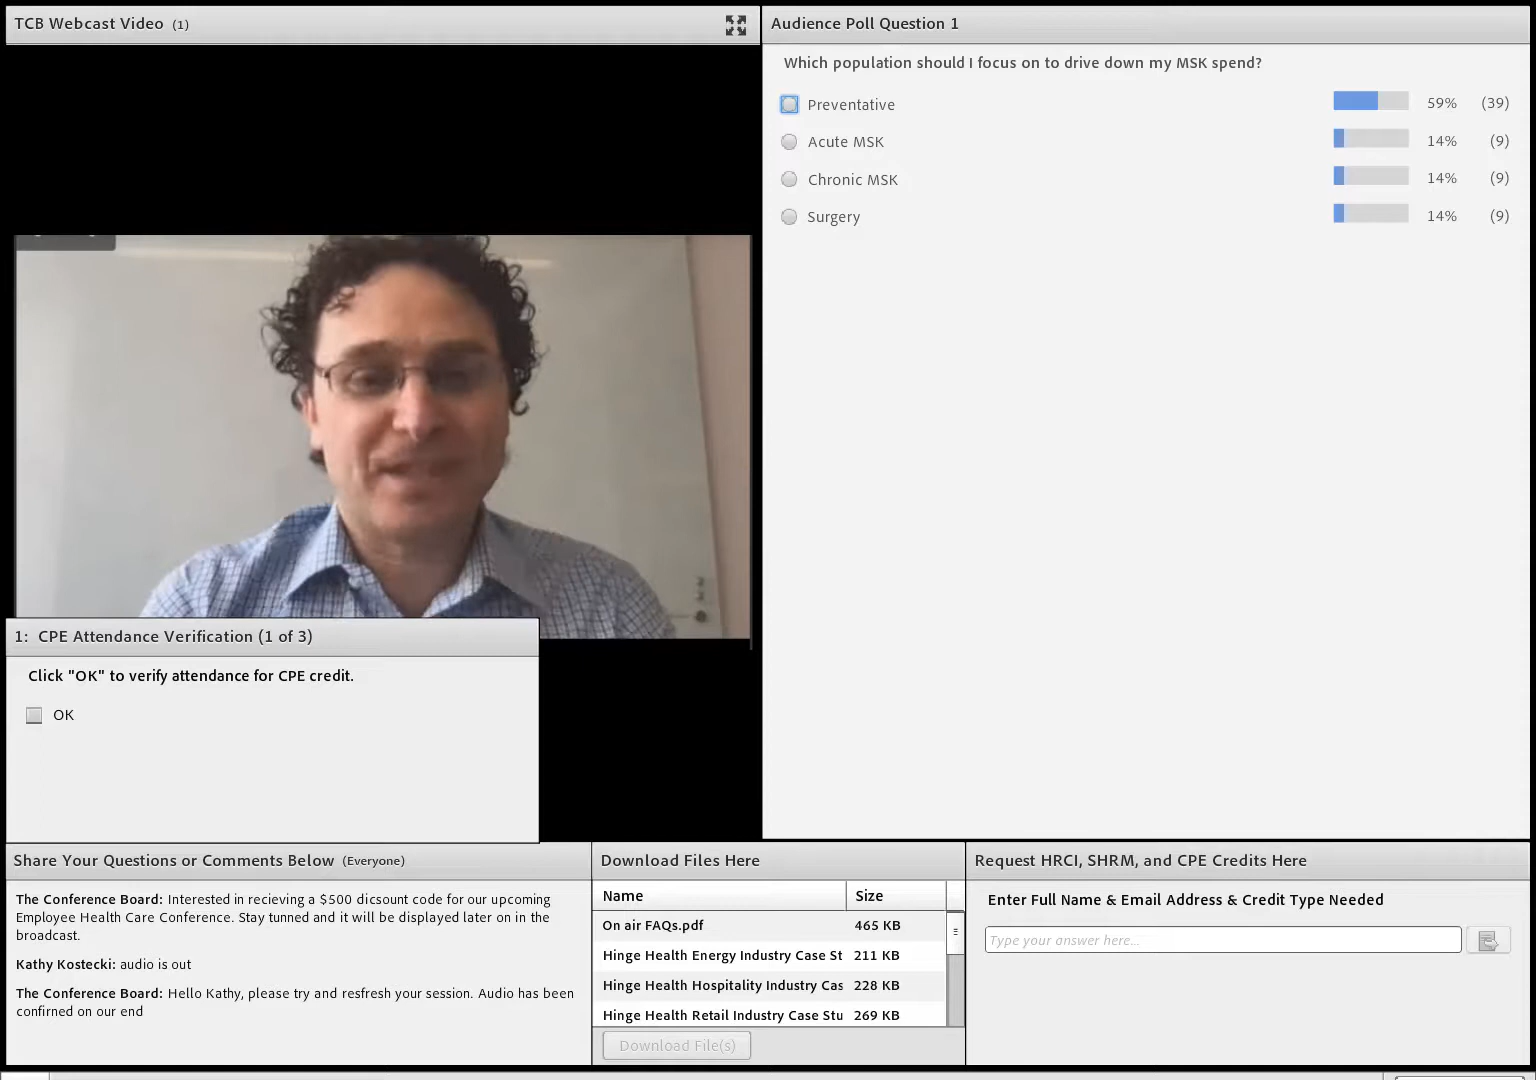 TCB Webcast Video (1)
Audience Poll Question 1
Which population should I focus on to drive down my MSK spend?
Preventative 59% (39)
Acute MSK 14% (9)
Chronic MSK 14% (9)
Surgery 14% (9)
1: CPE Attendance Verification (1 of 3)
Click "OK" to verify attendance for CPE credit.
OK
Share Your Questions or Comments Below (Everyone)
The Conference Board: Interested in recieving a $500 dicsount code for our upcoming
Employee Health Care Conference. Stay tunned and it will be displayed later on in the
broadcast.
Kathy Kostecki: audio is out
The Conference Board: Hello Kathy, please try and resfresh your session. Audio has been
confirned on our end
Download Files Here
Name Size
On air FAQs.pdf 465 KB
Hinge Health Energy Industry Case St 211 KB
Hinge Health Hospitality Industry Cas 228 KB
Hinge Health Retail Industry Case Stu 269 KB
Download File(s)
Request HRCI, SHRM, and CPE Credits Here
Enter Full Name & Email Address & Credit Type Needed
Type your answer here...